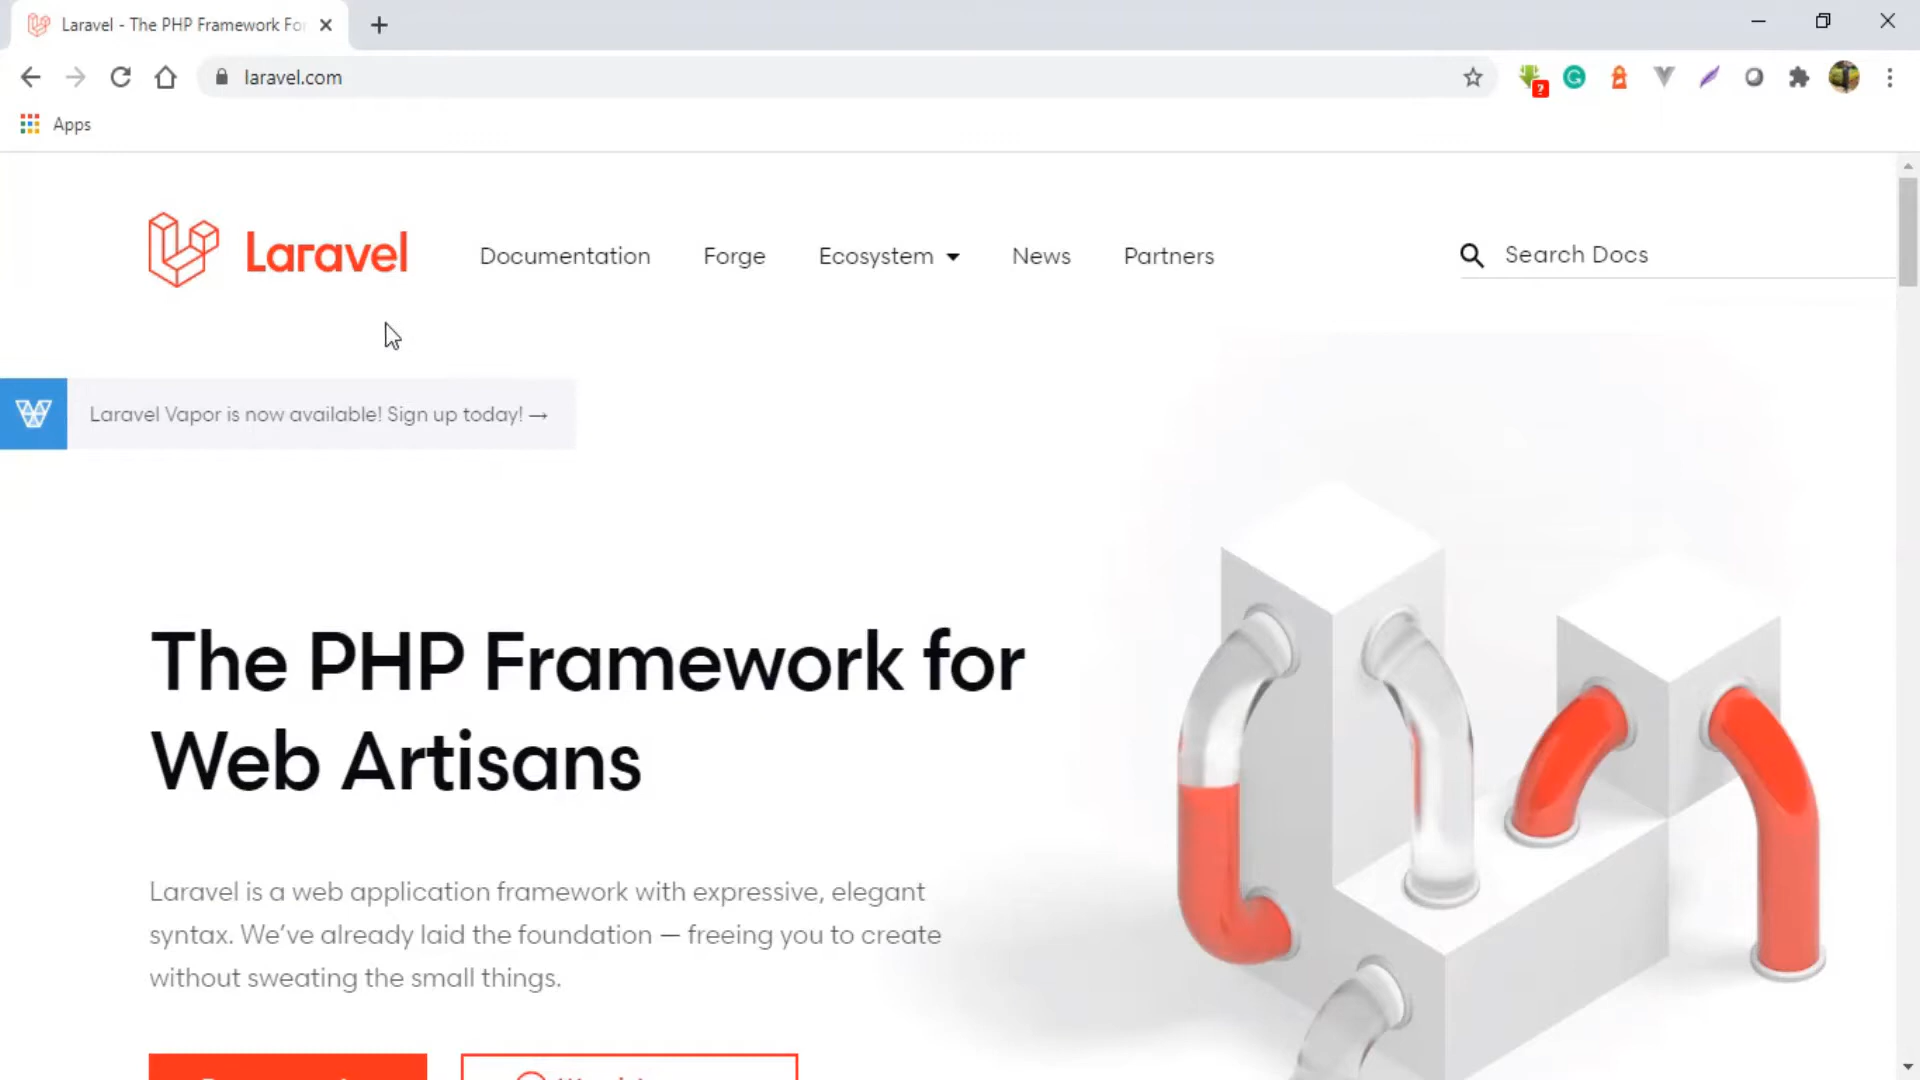 Laravel - The PHP Framework For
laravel.com
?
Apps
Laravel
Documentation
Forge
Ecosystem
News
Partners
Search Docs
Laravel Vapor is now available! Sign up today! →
The PHP Framework for
Web Artisans
Laravel is a web application framework with expressive, elegant
syntax. We’ve already laid the foundation — freeing you to create
without sweating the small things.